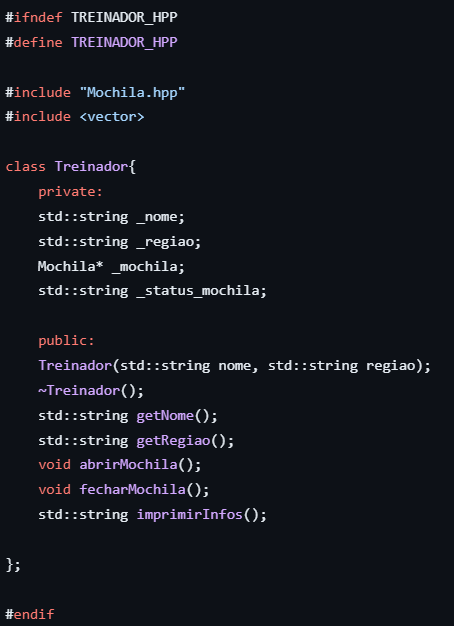 #ifndef TREINADOR_HPP
#define TREINADOR_HPP

#include "Mochila.hpp"
#include <vector>

class Treinador{
    private:
    std::string _nome;
    std::string _regiao;
    Mochila* _mochila;
    std::string _status_mochila;

    public:
    Treinador(std::string nome, std::string regiao);
    ~Treinador();
    std::string getNome();
    std::string getRegiao();
    void abrirMochila();
    void fecharMochila();
    std::string imprimirInfos();

};

#endif